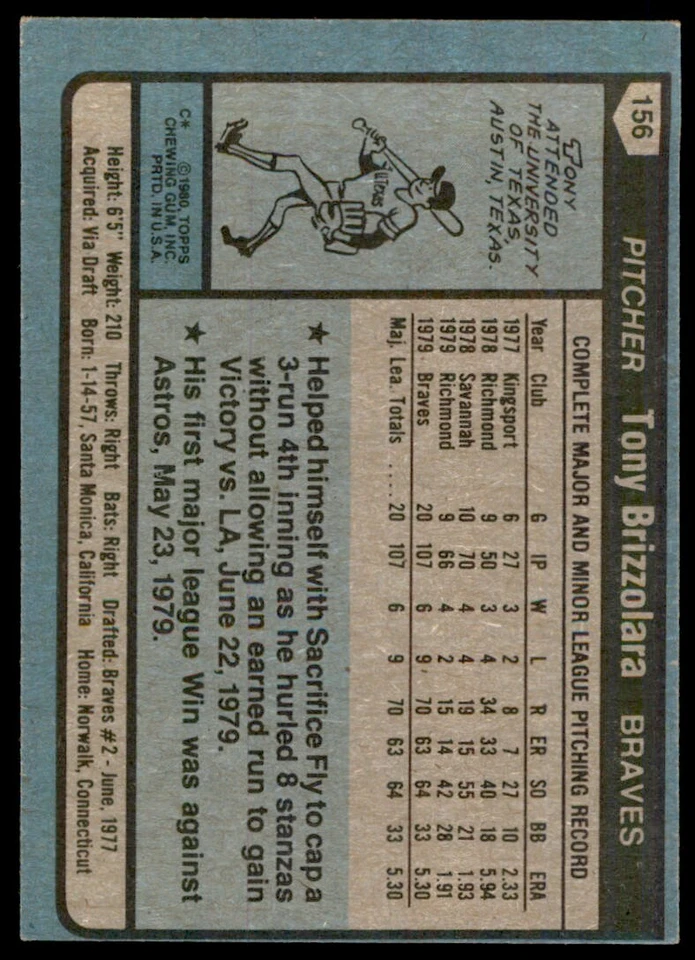 156
PITCHER Tony Brizzolara BRAVES
TONY
ATTENDED
THE UNIVERSITY
OF TEXAS,
AUSTIN, TEXAS.
C* ©1980 TOPPS
CHEWING GUM, INC.
PRTD. IN U.S.A.
COMPLETE MAJOR AND MINOR LEAGUE PITCHING RECORD
Year Club G IP W L R ER SO BB ERA
1977 Kingsport 6 27 3 2 8 7 27 10 2.33
1978 Richmond 9 50 3 4 34 33 40 18 5.94
1978 Savannah 10 70 4 4 19 15 55 21 1.93
1979 Richmond 9 66 4 2 15 14 42 28 1.91
1979 Braves 20 107 6 9 70 63 64 33 5.30
Maj. Lea. Totals .... 20 107 6 9 70 63 64 33 5.30
★ Helped himself with Sacrifice Fly to cap a
3-run 4th inning as he hurled 8 stanzas
without allowing an earned run to gain
Victory vs. LA, June 22, 1979.
★ His first major league Win was against
Astros, May 23, 1979.
Height: 6'5" Weight: 210 Throws: Right Bats: Right Drafted: Braves #2 - June, 1977
Acquired: Via Draft Born: 1-14-57, Santa Monica, California Home: Norwalk, Connecticut